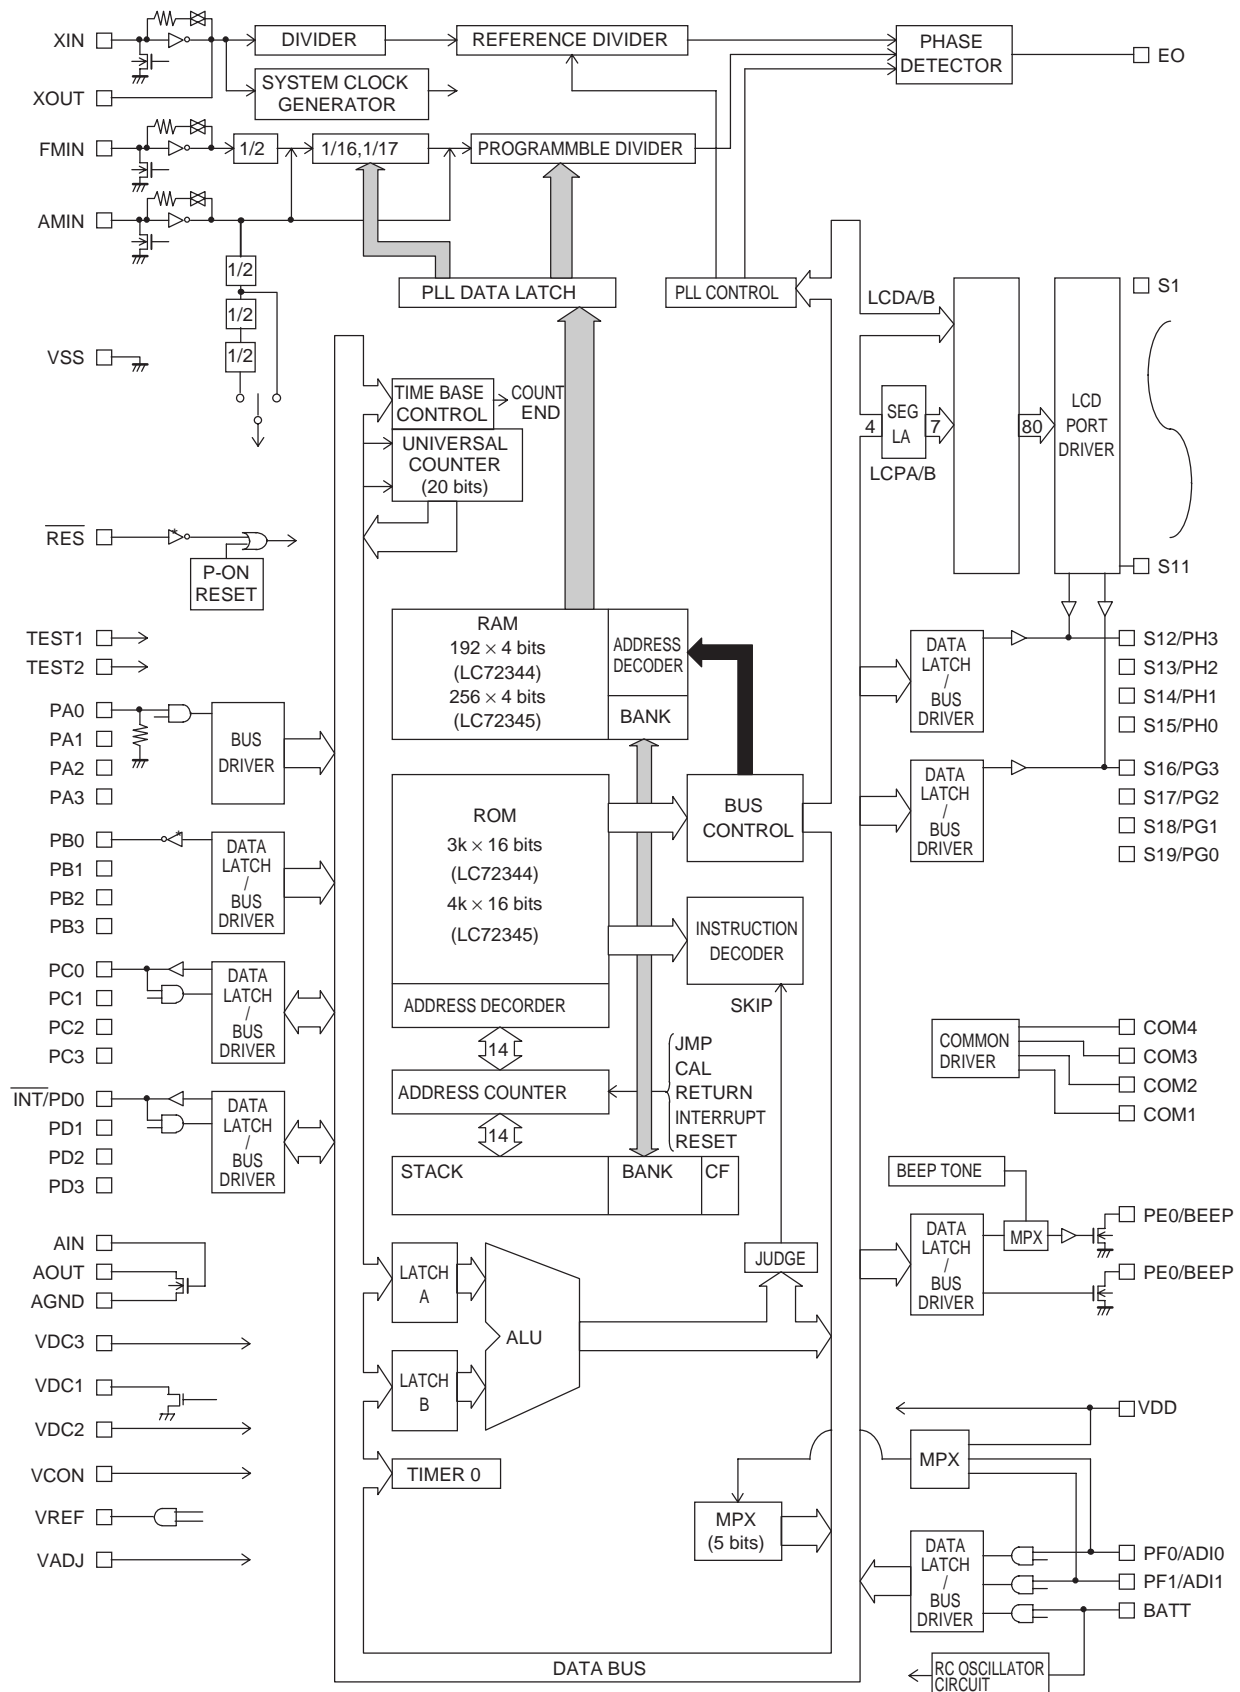 XIN
DIVIDER
REFERENCE DIVIDER
PHASE
DETECTOR
EO
XOUT
SYSTEM CLOCK
GENERATOR
FMIN
1/2
1/16,1/17
PROGRAMMBLE DIVIDER
AMIN
1/2
1/2
1/2
PLL DATA LATCH
PLL CONTROL
LCDA/B
S1
VSS
TIME BASE
CONTROL
COUNT
END
UNIVERSAL
COUNTER
(20 bits)
4
SEG
LA
7
80
LCD
PORT
DRIVER
LCPA/B
RES
P-ON
RESET
S11
TEST1
TEST2
RAM
192 × 4 bits
(LC72344)
256 × 4 bits
(LC72345)
ADDRESS
DECODER
BANK
DATA
LATCH
/
BUS
DRIVER
S12/PH3
S13/PH2
S14/PH1
S15/PH0
PA0
PA1
PA2
PA3
BUS
DRIVER
DATA
LATCH
/
BUS
DRIVER
S16/PG3
S17/PG2
S18/PG1
S19/PG0
ROM
3k × 16 bits
(LC72344)
4k × 16 bits
(LC72345)
BUS
CONTROL
PB0
PB1
PB2
PB3
DATA
LATCH
/
BUS
DRIVER
INSTRUCTION
DECODER
PC0
PC1
PC2
PC3
DATA
LATCH
/
BUS
DRIVER
ADDRESS DECORDER
SKIP
14
JMP
CAL
RETURN
INTERRUPT
RESET
ADDRESS COUNTER
14
COMMON
DRIVER
COM4
COM3
COM2
COM1
INT/PD0
PD1
PD2
PD3
DATA
LATCH
/
BUS
DRIVER
STACK
BANK
CF
BEEP TONE
MPX
DATA
LATCH
/
BUS
DRIVER
PE0/BEEP
PE0/BEEP
AIN
AOUT
AGND
LATCH
A
ALU
JUDGE
VDC3
VDC1
VDC2
LATCH
B
VDD
VCON
TIMER 0
MPX
VREF
MPX
(5 bits)
VADJ
DATA
LATCH
/
BUS
DRIVER
PF0/ADI0
PF1/ADI1
BATT
DATA BUS
RC OSCILLATOR
CIRCUIT